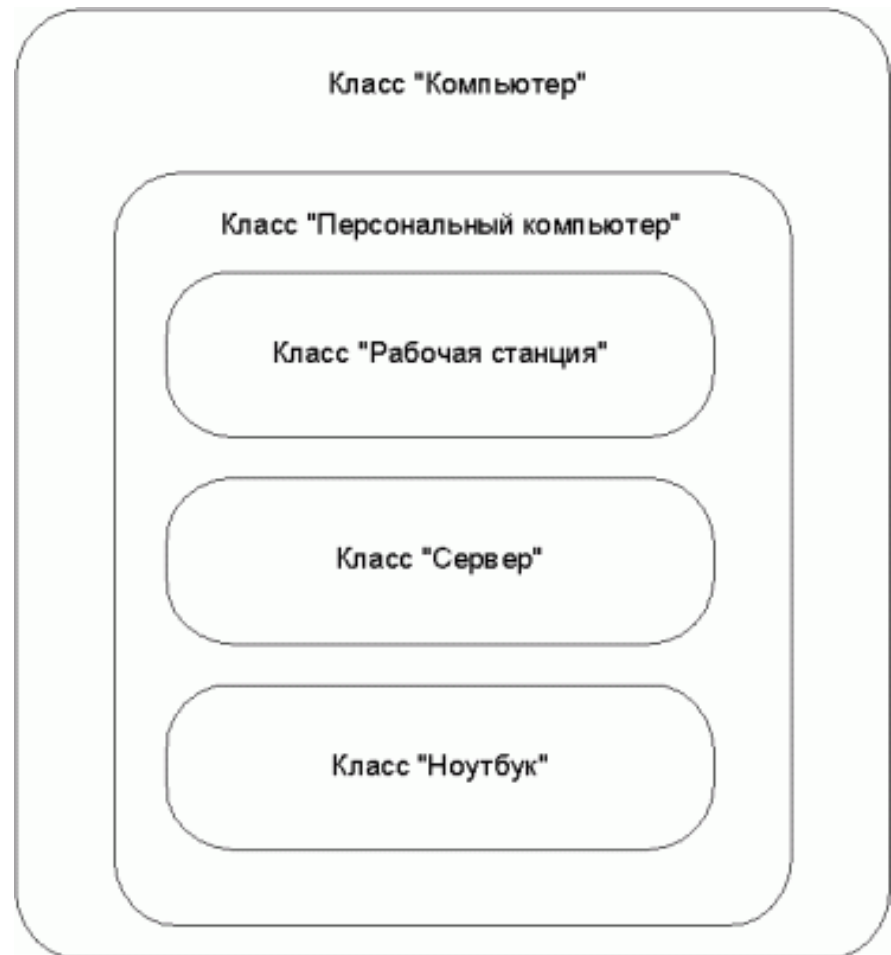 Класс "Компьютер"
Класс "Персональный компьютер"
Класс "Рабочая станция"
Класс "Сервер"
Класс "Ноутбук"